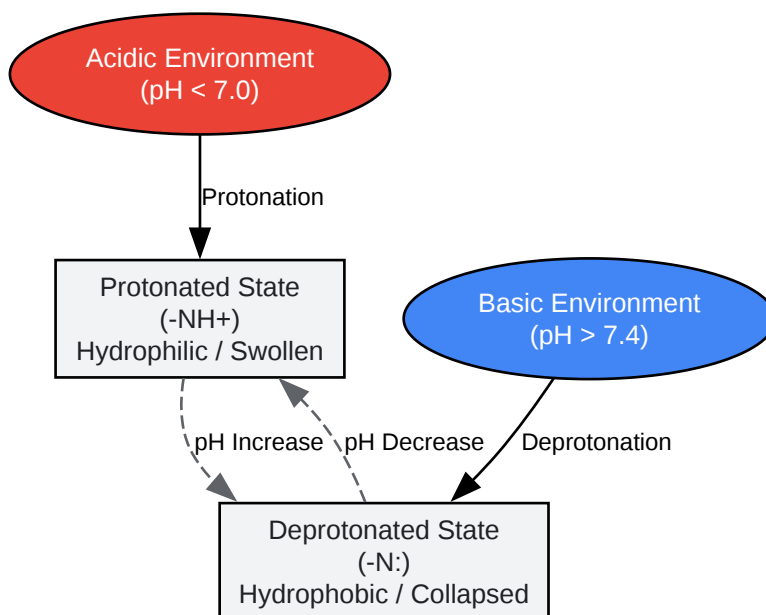 Acidic Environment
(pH < 7.0)
Protonation
Protonated State
(-NH+)
Hydrophilic / Swollen
Basic Environment
(pH > 7.4)
pH Increase
pH Decrease
Deprotonation
Deprotonated State
(-N:)
Hydrophobic / Collapsed